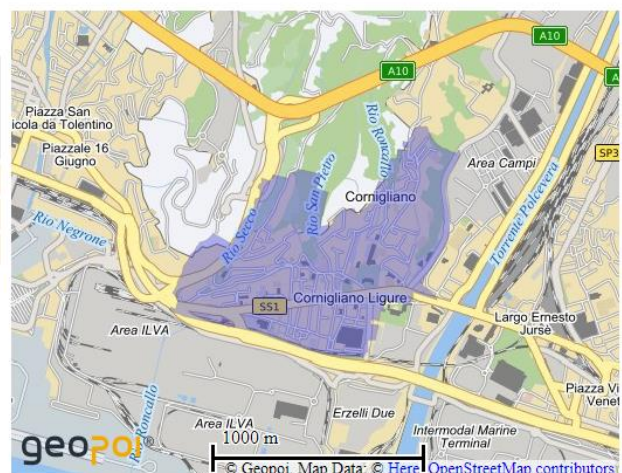 A10
A10
A
Piazza San
icola da Tolentino
Piazzale 16
Giugno
Rio Roncallo
Area Campi
SP3
Rio San Pietro
Cornigliano
Rio Negrone
Rio Secco
Torrente Polcevera
Cornigliano Ligure
SS1
Largo Ernesto
Jursè
Area ILVA
Rio Roncallo
Piazza Vi
Venet
Area ILVA
Erzelli Due
Intermodal Marine
Terminal
geopoi®
1000 m
© Geopoi, Map Data: © Here, OpenStreetMap contributors